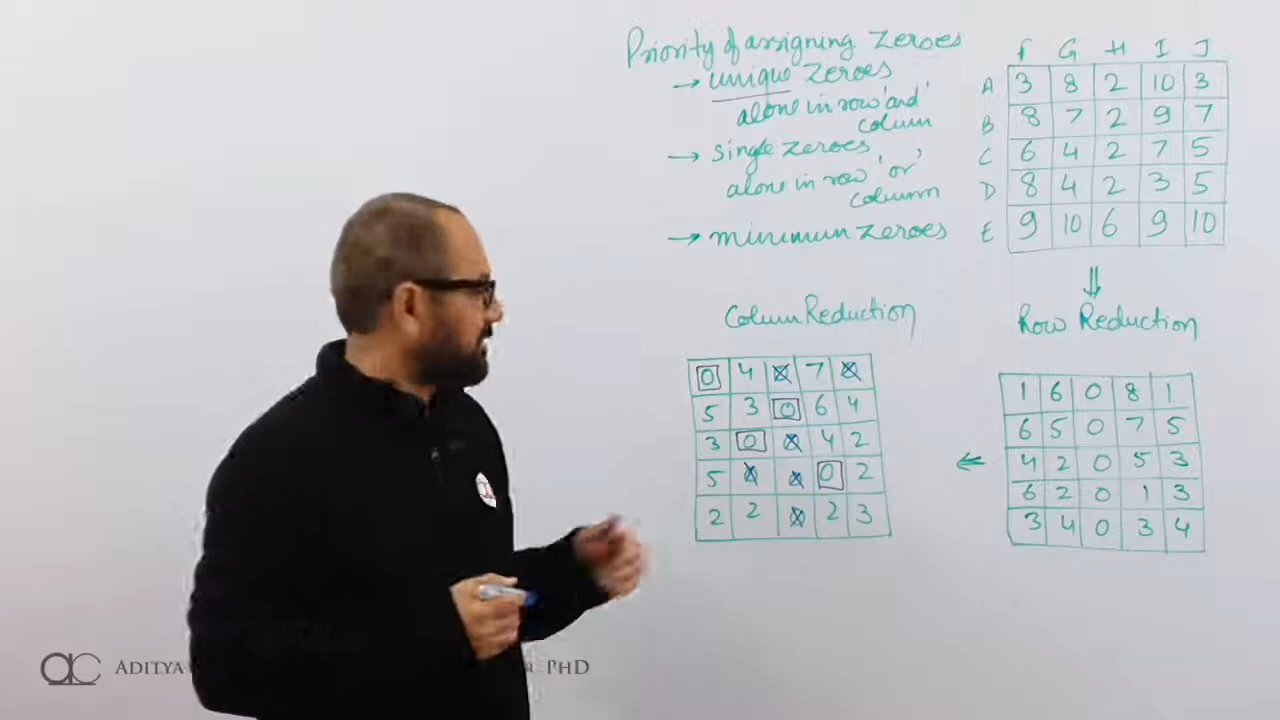 Priority of assigning Zeroes
→ unique zeroes
alone in row 'and'
column
→ single zeroes
alone in row 'or'
column
→ minimum zeroes
F G H I J
A 3 8 2 10 3
B 8 7 2 9 7
C 6 4 2 7 5
D 8 4 2 3 5
E 9 10 6 9 10
Column Reduction
0 4 0 7 0
5 3 0 6 4
3 0 0 4 2
5 0 0 0 2
2 2 0 2 3
Row Reduction
1 6 0 8 1
6 5 0 7 5
4 2 0 5 3
6 2 0 1 3
3 4 0 3 4
ac ADITYA PHD